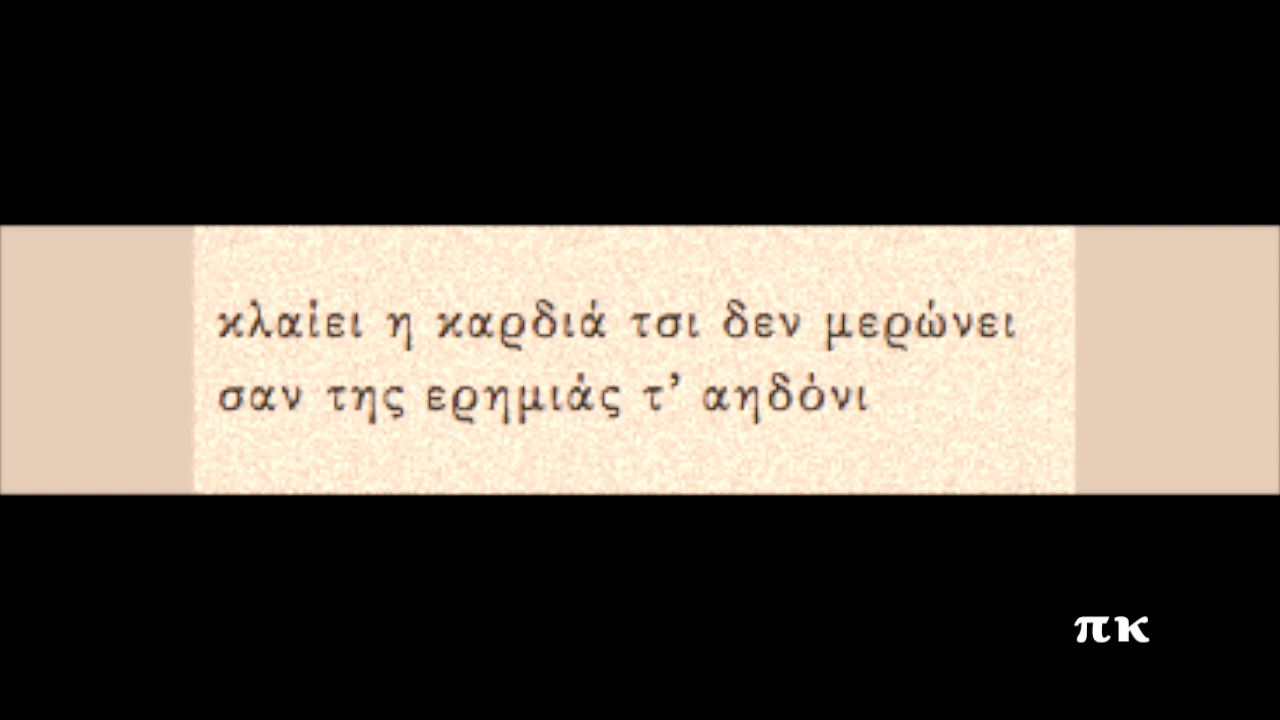 κλαίει η καρδιά τσι δεν μερώνει
σαν της ερημιάς τ’ αηδόνι
πκ